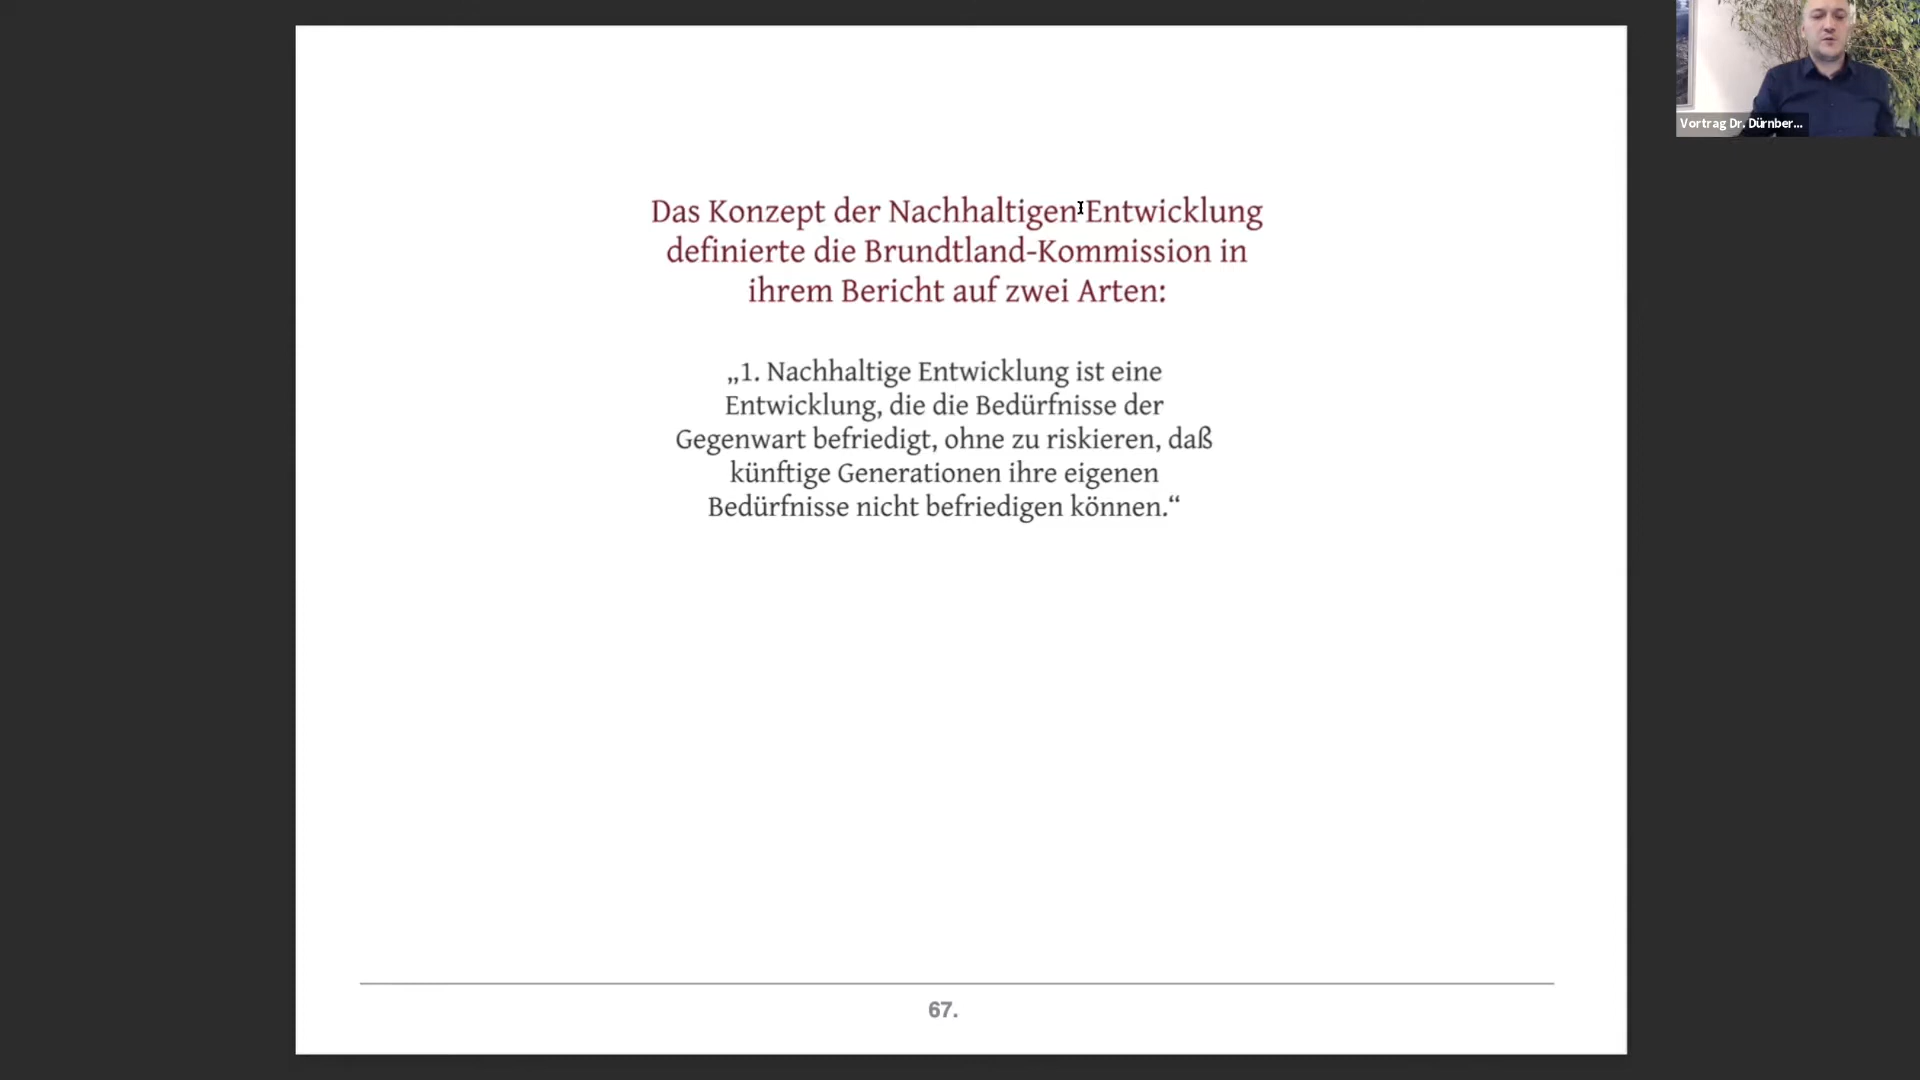 Das Konzept der Nachhaltigen Entwicklung
definierte die Brundtland-Kommission in
ihrem Bericht auf zwei Arten:
„1. Nachhaltige Entwicklung ist eine
Entwicklung, die die Bedürfnisse der
Gegenwart befriedigt, ohne zu riskieren, daß
künftige Generationen ihre eigenen
Bedürfnisse nicht befriedigen können.“
67.
Vortrag Dr. Dürnber...